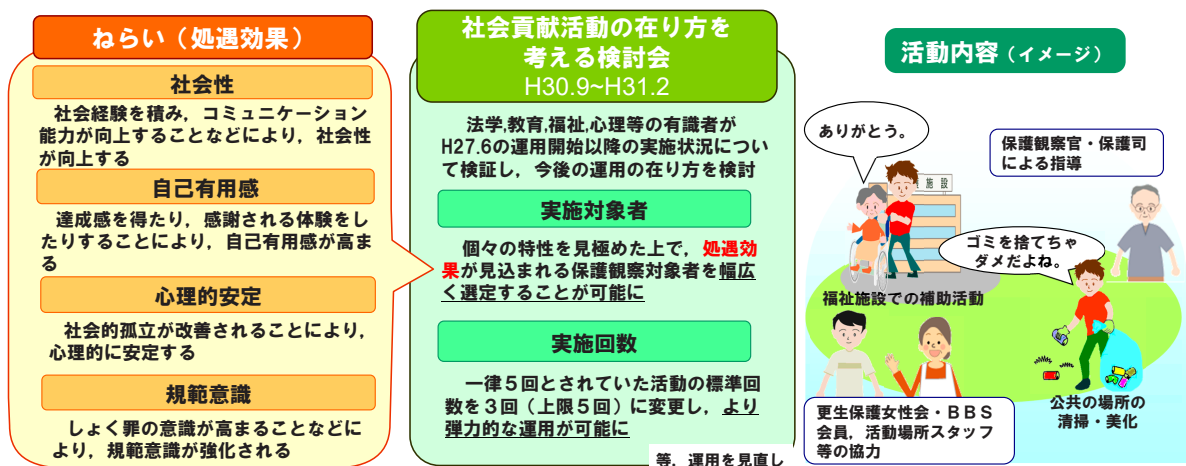 ねらい（処遇効果）
社会性
社会経験を積み，コミュニケーション
能力が向上することなどにより，社会性
が向上する
自己有用感
達成感を得たり，感謝される体験をし
たりすることにより，自己有用感が高ま
る
心理的安定
社会的孤立が改善されることにより，
心理的に安定する
規範意識
しょく罪の意識が高まることなどに
より，規範意識が強化される
社会貢献活動の在り方を
考える検討会
H30.9~H31.2
法学,教育,福祉,心理等の有識者が
H27.6の運用開始以降の実施状況につい
て検証し，今後の運用の在り方を検討
実施対象者
個々の特性を見極めた上で，処遇効
果が見込まれる保護観察対象者を幅広
く選定することが可能に
実施回数
一律５回とされていた活動の標準回
数を３回（上限５回）に変更し，より
弾力的な運用が可能に
等，運用を見直し
活動内容（イメージ）
ありがとう。
施設
保護観察官・保護司
による指導
ゴミを捨てちゃ
ダメだよね。
福祉施設での補助活動
更生保護女性会・ＢＢＳ
会員，活動場所スタッフ
等の協力
公共の場所の
清掃・美化